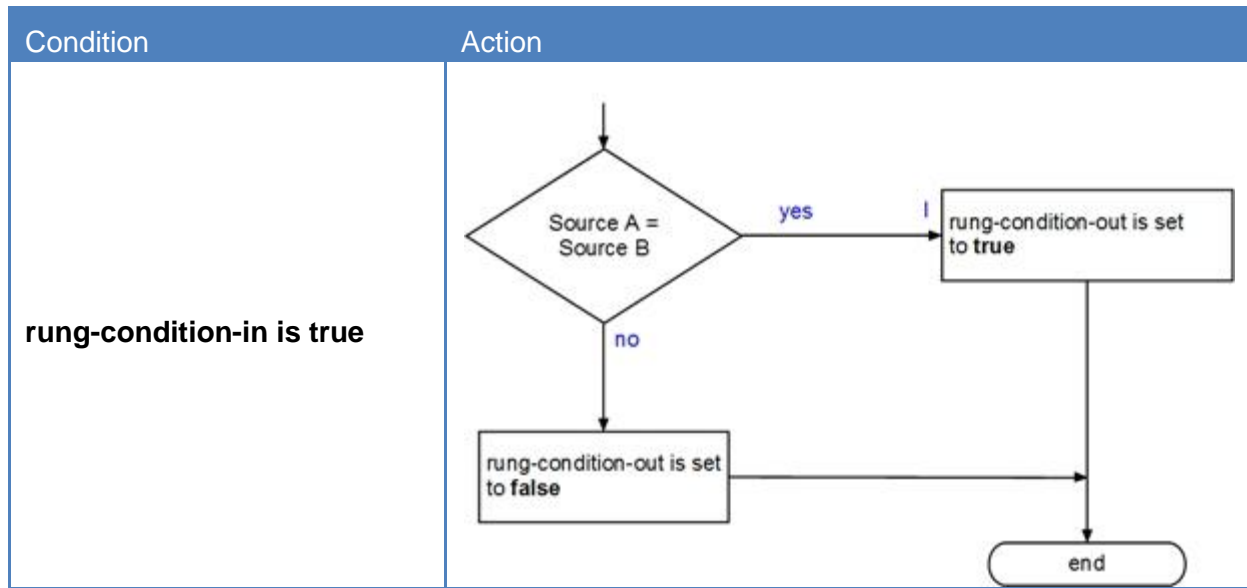 Condition
Action
rung-condition-in is true
Source A =
Source B
yes
I
rung-condition-out is set
to true
no
rung-condition-out is set
to false
end